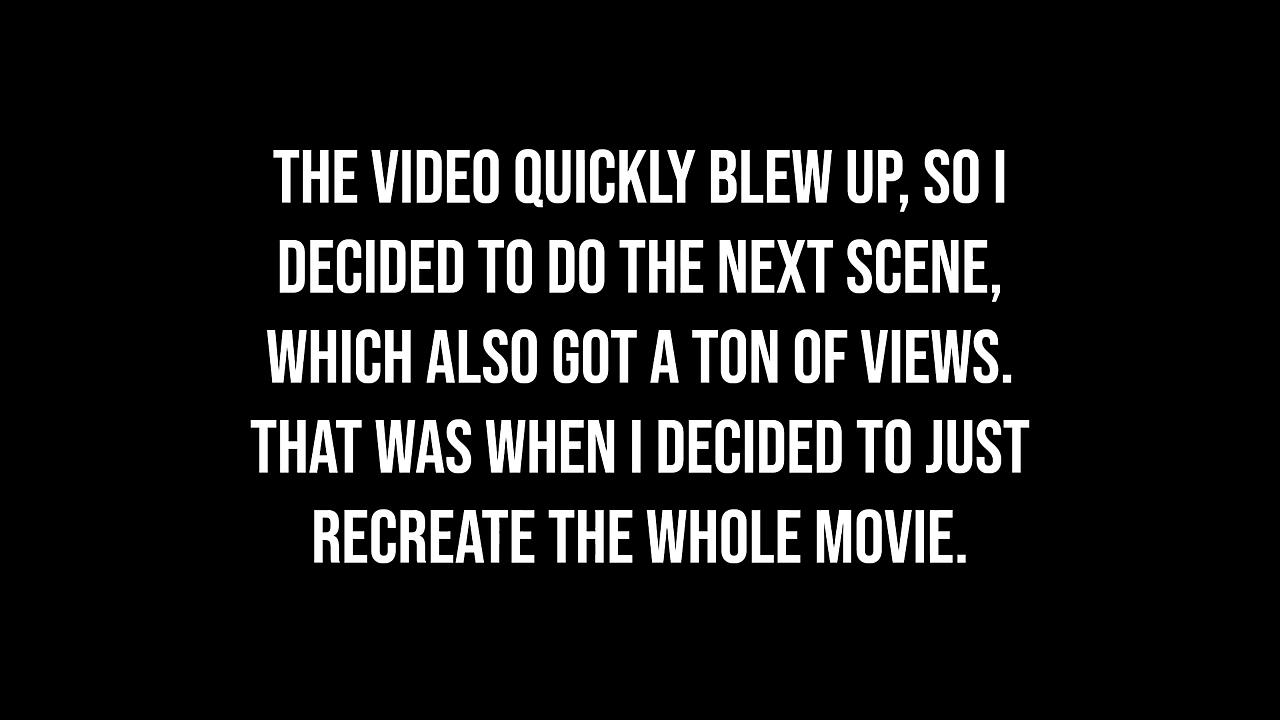 THE VIDEO QUICKLY BLEW UP, SO I
DECIDED TO DO THE NEXT SCENE,
WHICH ALSO GOT A TON OF VIEWS.
THAT WAS WHEN I DECIDED TO JUST
RECREATE THE WHOLE MOVIE.